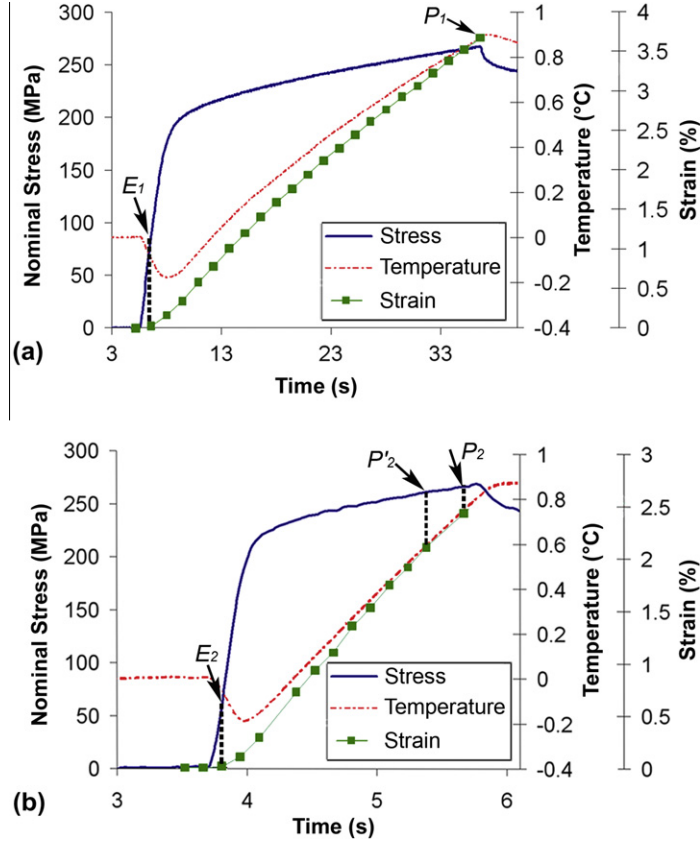 P1
E1
Nominal Stress (MPa)
300
250
200
150
100
50
0
1
0.8
0.6
0.4
0.2
0
-0.2
-0.4
Temperature (°C)
4
3.5
3
2.5
2
1.5
1
0.5
0
Strain (%)
Stress
Temperature
Strain
3
13
23
33
Time (s)
(a)
P'2
P2
E2
Nominal Stress (MPa)
300
250
200
150
100
50
0
1
0.8
0.6
0.4
0.2
0
-0.2
-0.4
Temperature (°C)
3
2.5
2
1.5
1
0.5
0
Strain (%)
Stress
Temperature
Strain
3
4
5
6
Time (s)
(b)